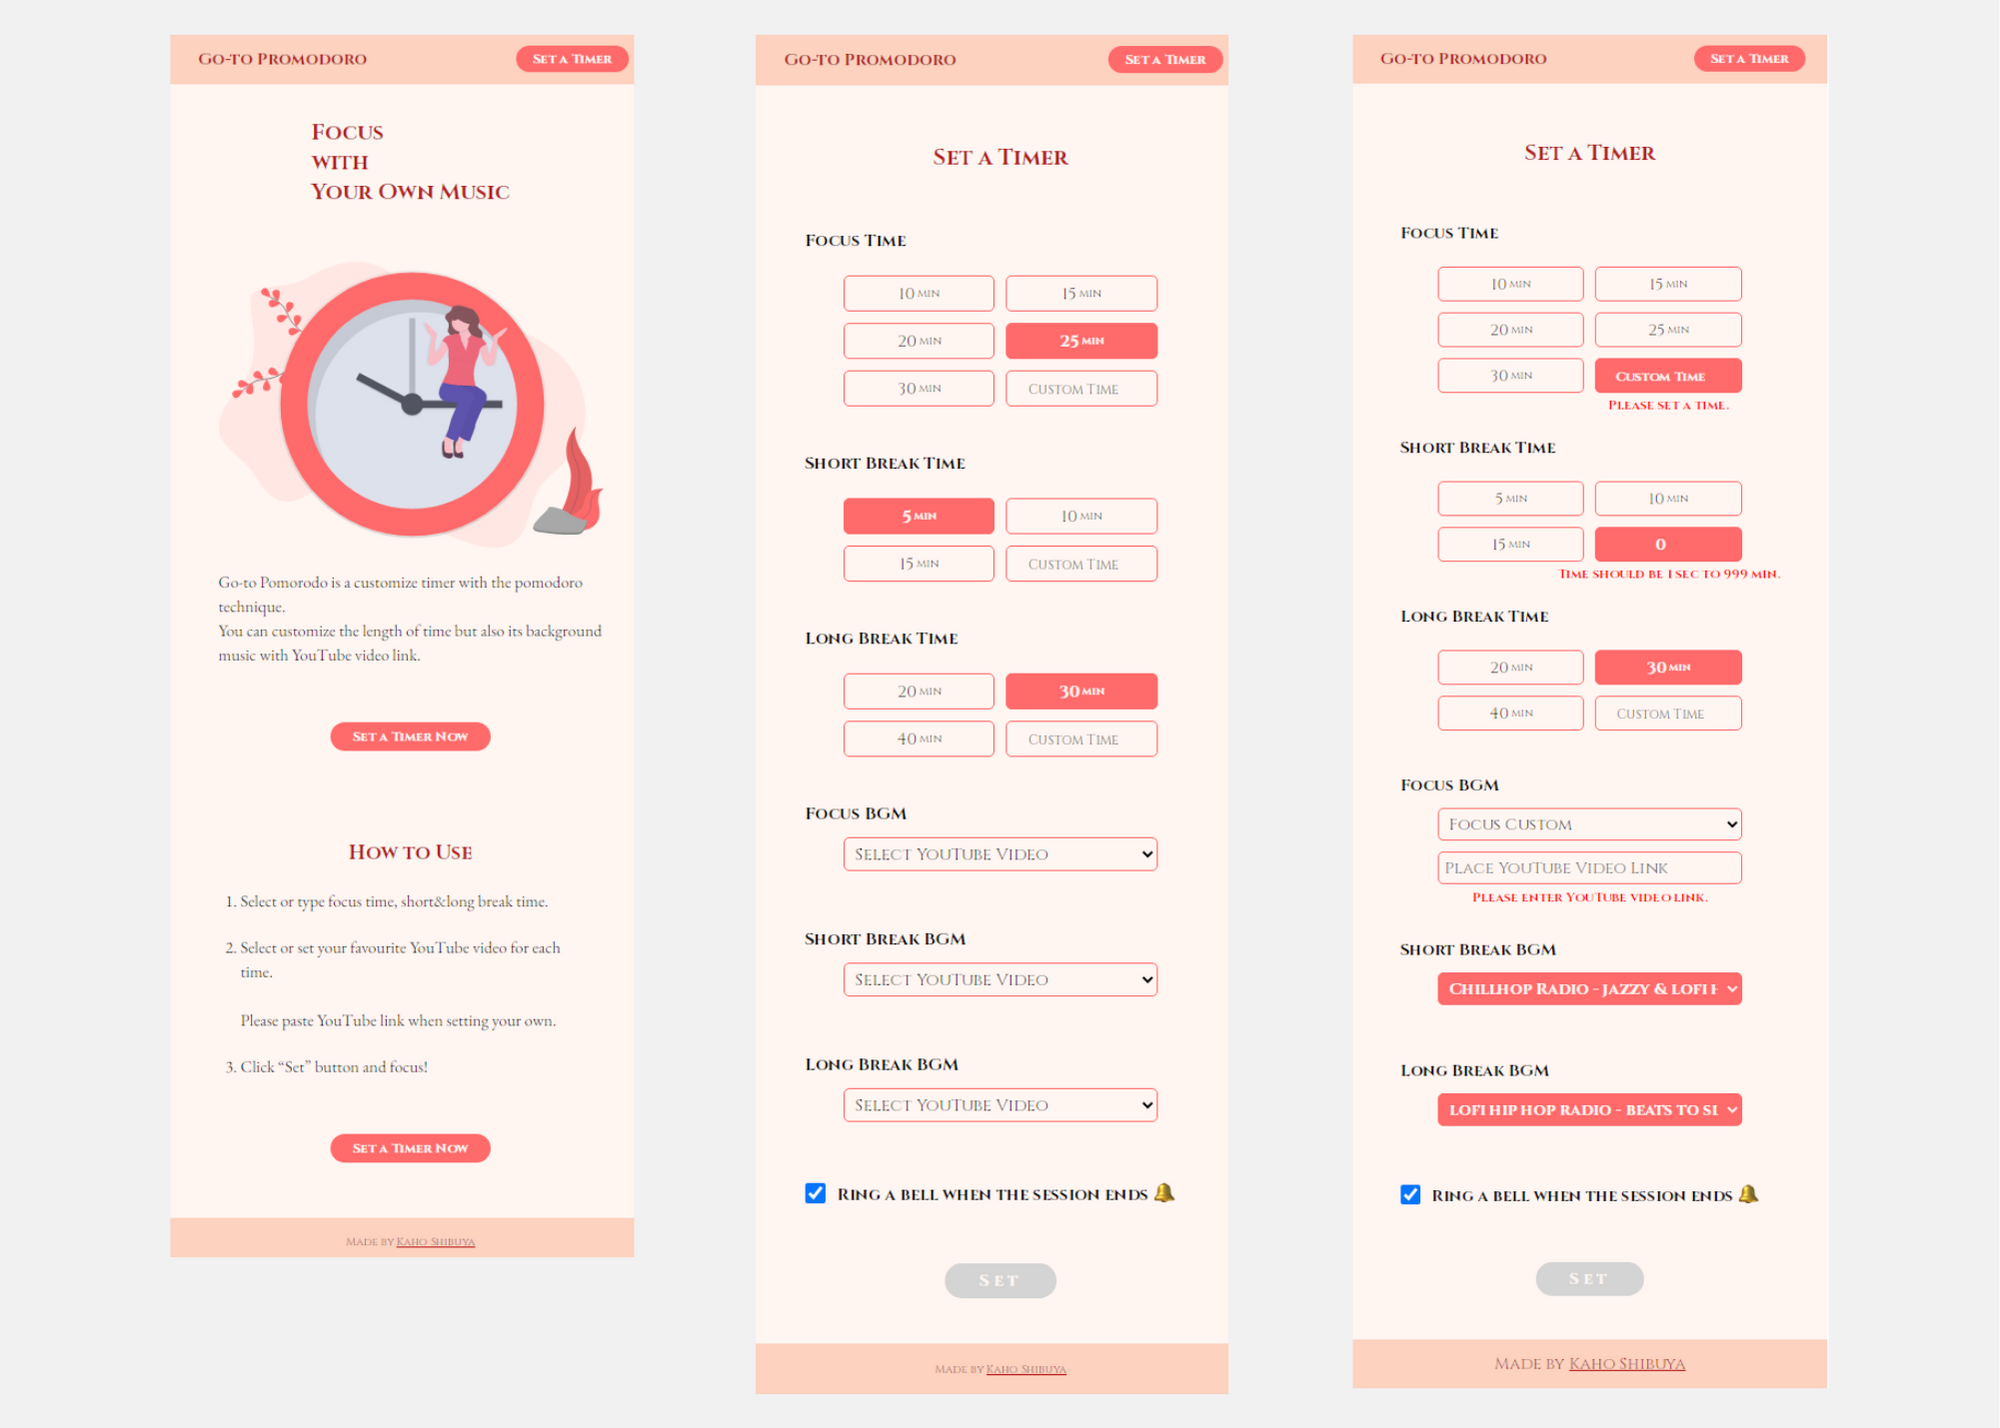 Go-to Promodoro
Set a Timer
Focus
with
Your Own Music
Go-to Pomorodo is a customize timer with the pomodoro
technique.
You can customize the length of time but also its background
music with YouTube video link.
Set a Timer Now
How to Use
1. Select or type focus time, short&long break time.
2. Select or set your favourite YouTube video for each
time.
Please paste YouTube link when setting your own.
3. Click “Set” button and focus!
Set a Timer Now
Made by Kaho Shibuya
Go-to Promodoro
Set a Timer
Set a Timer
Focus Time
10 min
15 min
20 min
25 min
30 min
Custom Time
Short Break Time
5 min
10 min
15 min
Custom Time
Long Break Time
20 min
30 min
40 min
Custom Time
Focus BGM
Select YouTube Video
Short Break BGM
Select YouTube Video
Long Break BGM
Select YouTube Video
Ring a bell when the session ends
Set
Made by Kaho Shibuya
Go-to Promodoro
Set a Timer
Set a Timer
Focus Time
10 min
15 min
20 min
25 min
30 min
Custom Time
Please set a time.
Short Break Time
5 min
10 min
15 min
0
Time should be 1 sec to 999 min.
Long Break Time
20 min
30 min
40 min
Custom Time
Focus BGM
Focus Custom
Place YouTube Video Link
Please enter YouTube video link.
Short Break BGM
Chillhop Radio - jazzy & lofi
Long Break BGM
lofi hip hop radio - beats to
Ring a bell when the session ends
Set
Made by Kaho Shibuya